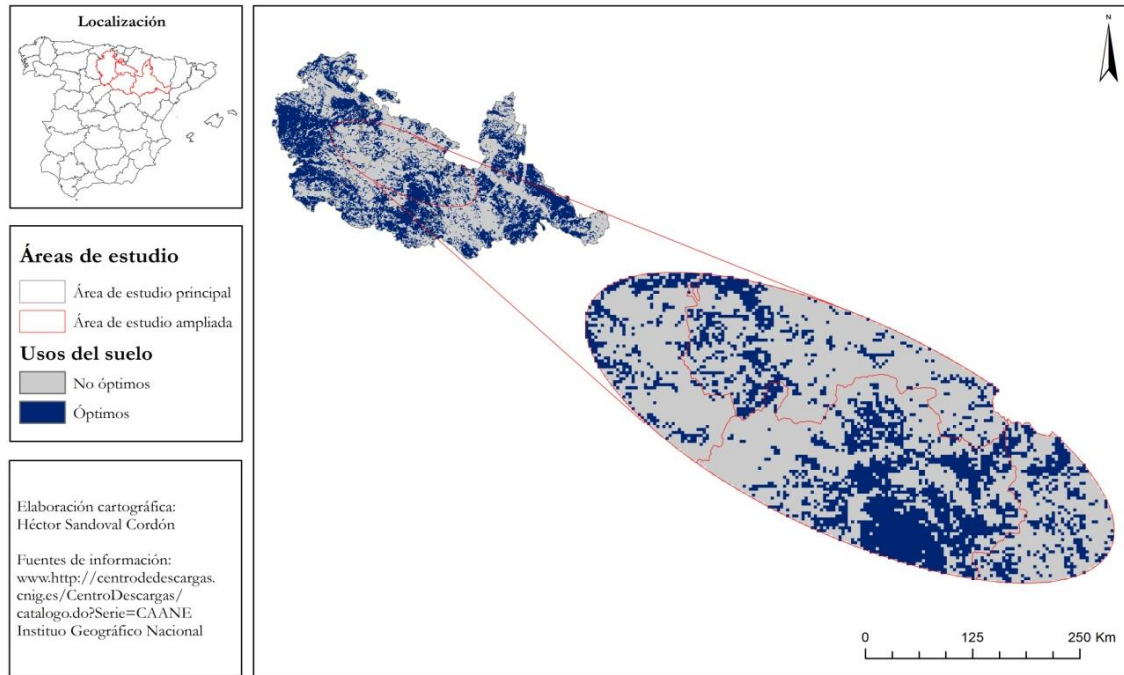 Localización
Áreas de estudio
Área de estudio principal
Área de estudio ampliada
Usos del suelo
No óptimos
Óptimos
Elaboración cartográfica:
Héctor Sandoval Cordón
Fuentes de información:
www.http://centrodedescargas.
cnig.es/CentroDescargas/
catalogo.do?Serie=CAANE
Instituo Geográfico Nacional
N
0 125 250 Km